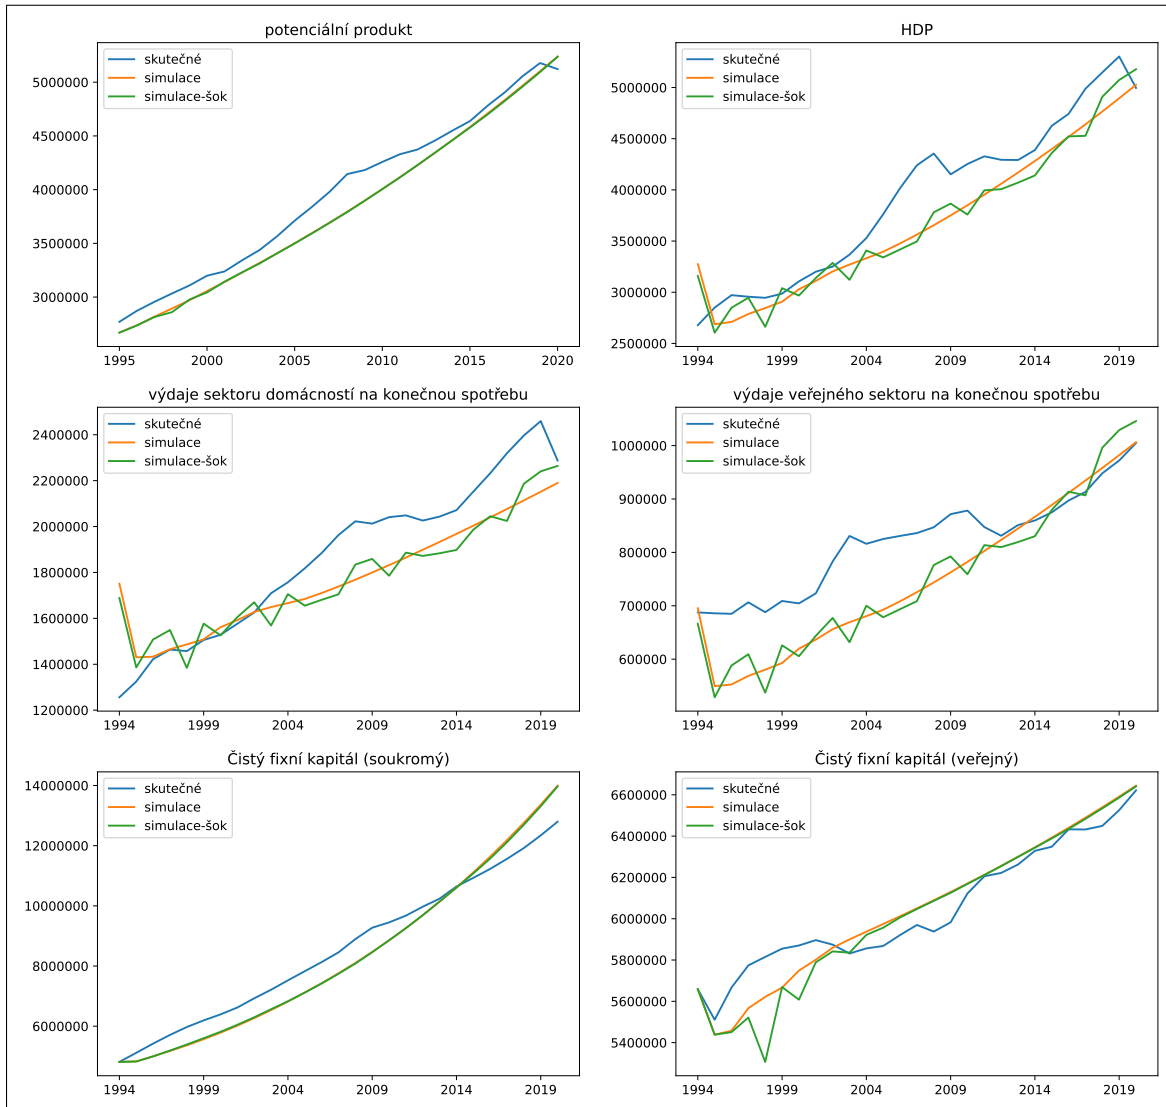 potenciální produkt
skutečné
simulace
simulace-šok
5000000
4500000
4000000
3500000
3000000
1995 2000 2005 2010 2015 2020
HDP
skutečné
simulace
simulace-šok
5000000
4500000
4000000
3500000
3000000
2500000
1994 1999 2004 2009 2014 2019
výdaje sektoru domácností na konečnou spotřebu
skutečné
simulace
simulace-šok
2400000
2200000
2000000
1800000
1600000
1400000
1200000
1994 1999 2004 2009 2014 2019
výdaje veřejného sektoru na konečnou spotřebu
skutečné
simulace
simulace-šok
1000000
900000
800000
700000
600000
1994 1999 2004 2009 2014 2019
Čistý fixní kapitál (soukromý)
skutečné
simulace
simulace-šok
14000000
12000000
10000000
8000000
6000000
1994 1999 2004 2009 2014 2019
Čistý fixní kapitál (veřejný)
skutečné
simulace
simulace-šok
6600000
6400000
6200000
6000000
5800000
5600000
5400000
1994 1999 2004 2009 2014 2019